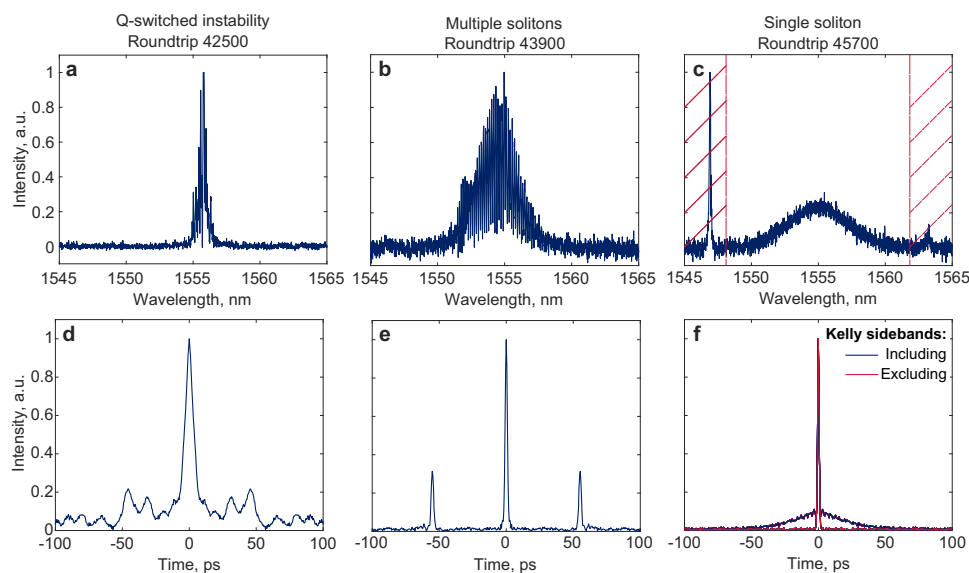 Q-switched instability
Roundtrip 42500
Multiple solitons
Roundtrip 43900
Single soliton
Roundtrip 45700
a
b
c
Intensity, a.u.
1
0.8
0.6
0.4
0.2
0
1545 1550 1555 1560 1565
1545 1550 1555 1560 1565
1545 1550 1555 1560 1565
Wavelength, nm
Wavelength, nm
Wavelength, nm
d
e
f
Kelly sidebands:
Including
Excluding
Intensity, a.u.
1
0.8
0.6
0.4
0.2
0
-100 -50 0 50 100
-100 -50 0 50 100
-100 -50 0 50 100
Time, ps
Time, ps
Time, ps